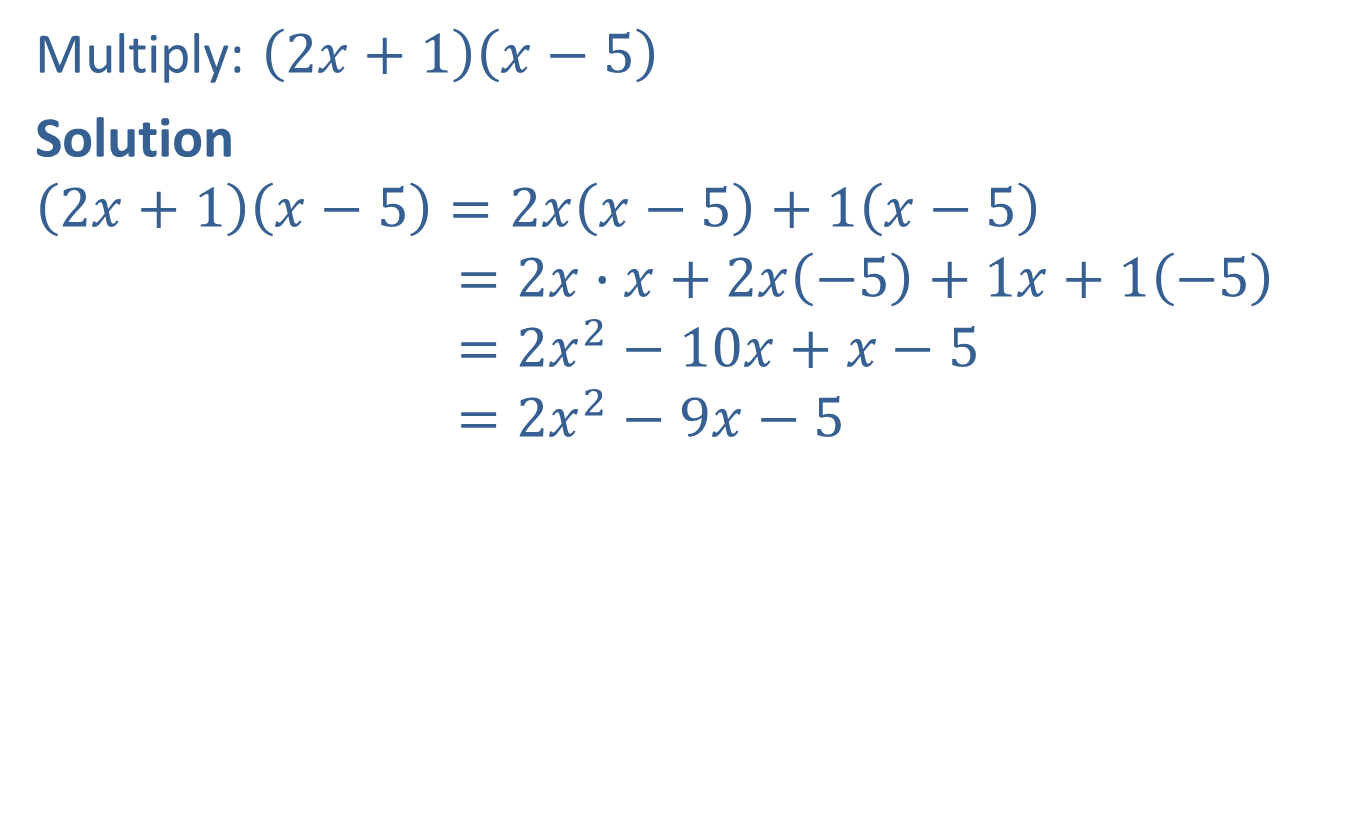 Multiply: (2x + 1)(x − 5)
Solution
(2x + 1)(x − 5) = 2x(x − 5) + 1(x − 5)
= 2x · x + 2x(−5) + 1x + 1(−5)
= 2x² − 10x + x − 5
= 2x² − 9x − 5